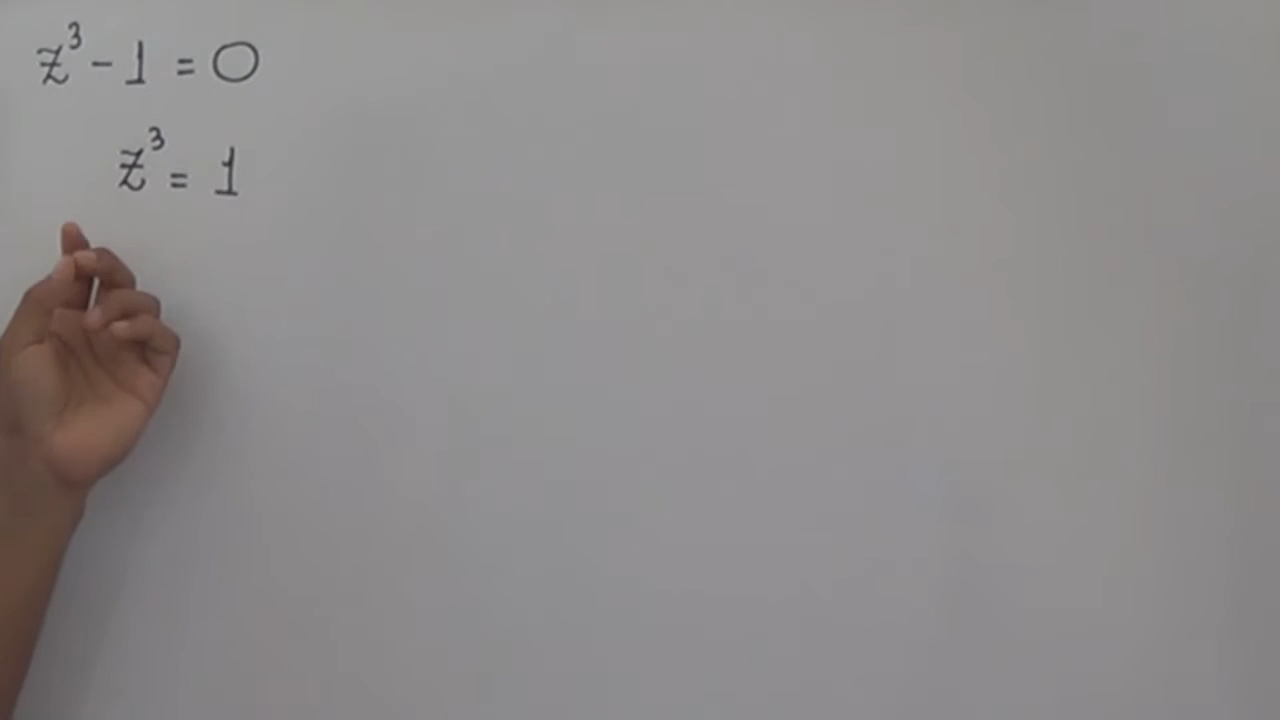 z³ - 1 = 0
z³ = 1